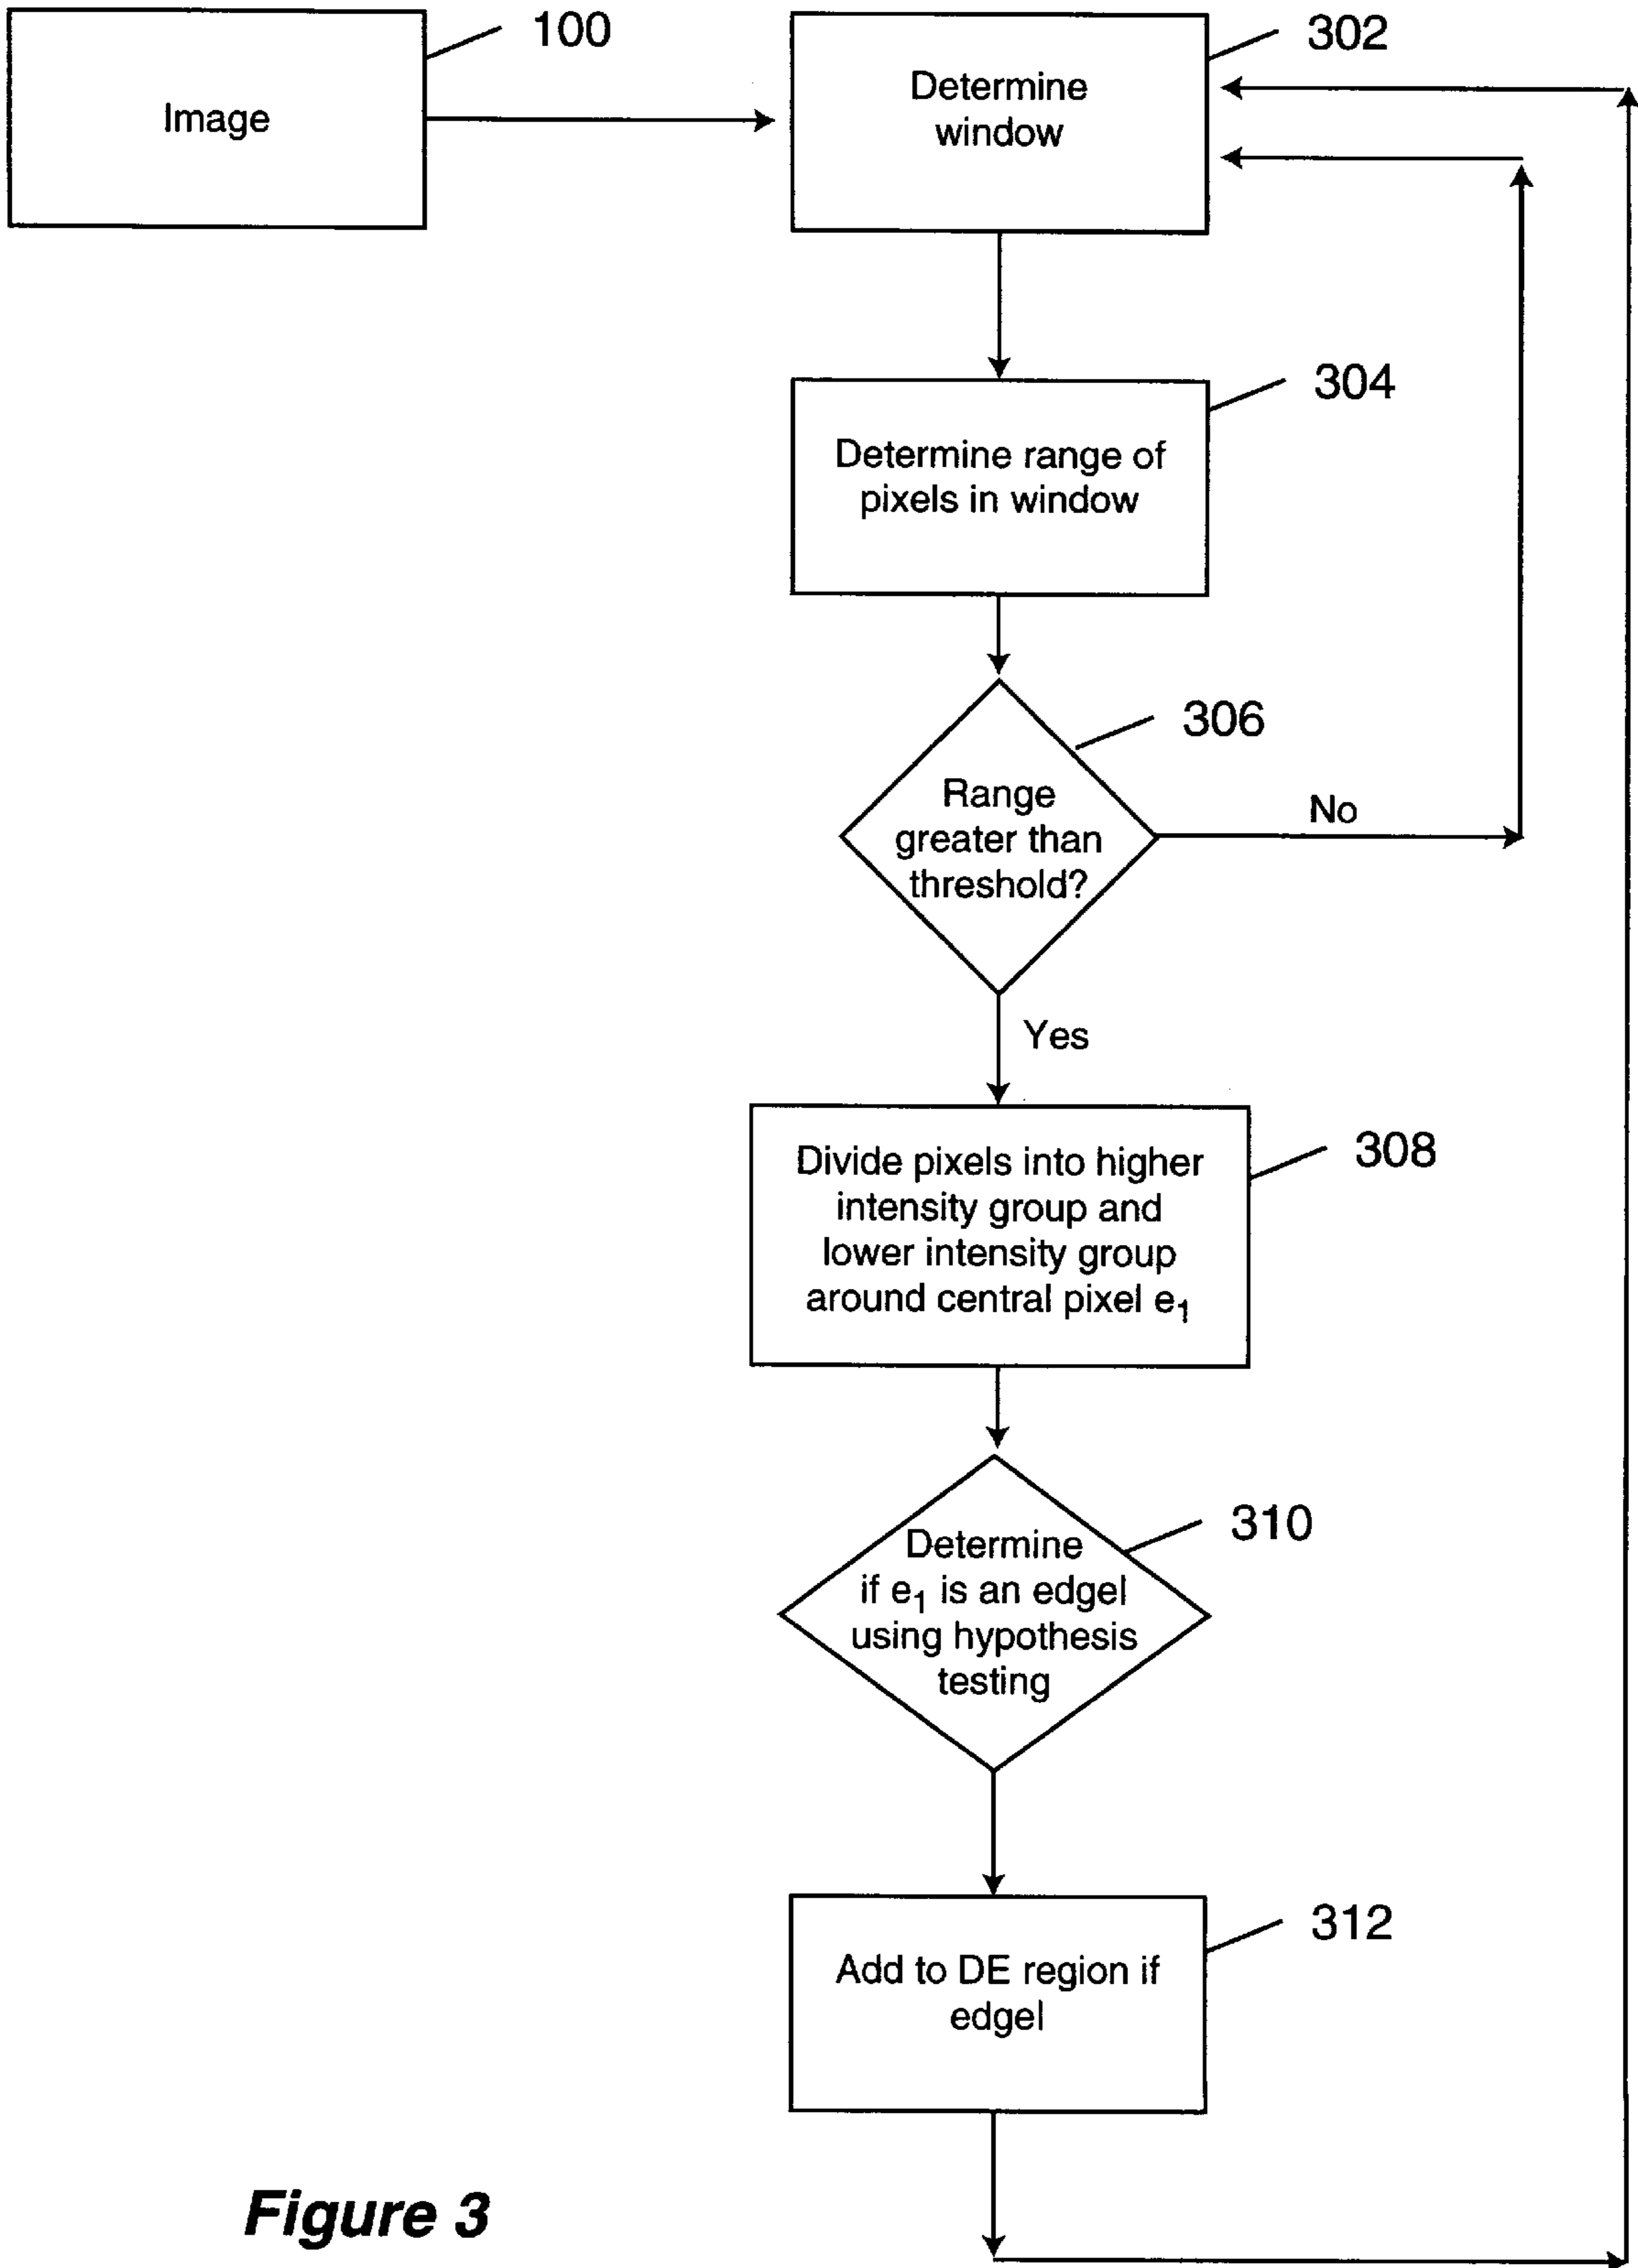 100
Image
302
Determine
window
304
Determine range of
pixels in window
306
Range
greater than
threshold?
No
Yes
308
Divide pixels into higher
intensity group and
lower intensity group
around central pixel e₁
310
Determine
if e₁ is an edgel
using hypothesis
testing
312
Add to DE region if
edgel
Figure 3